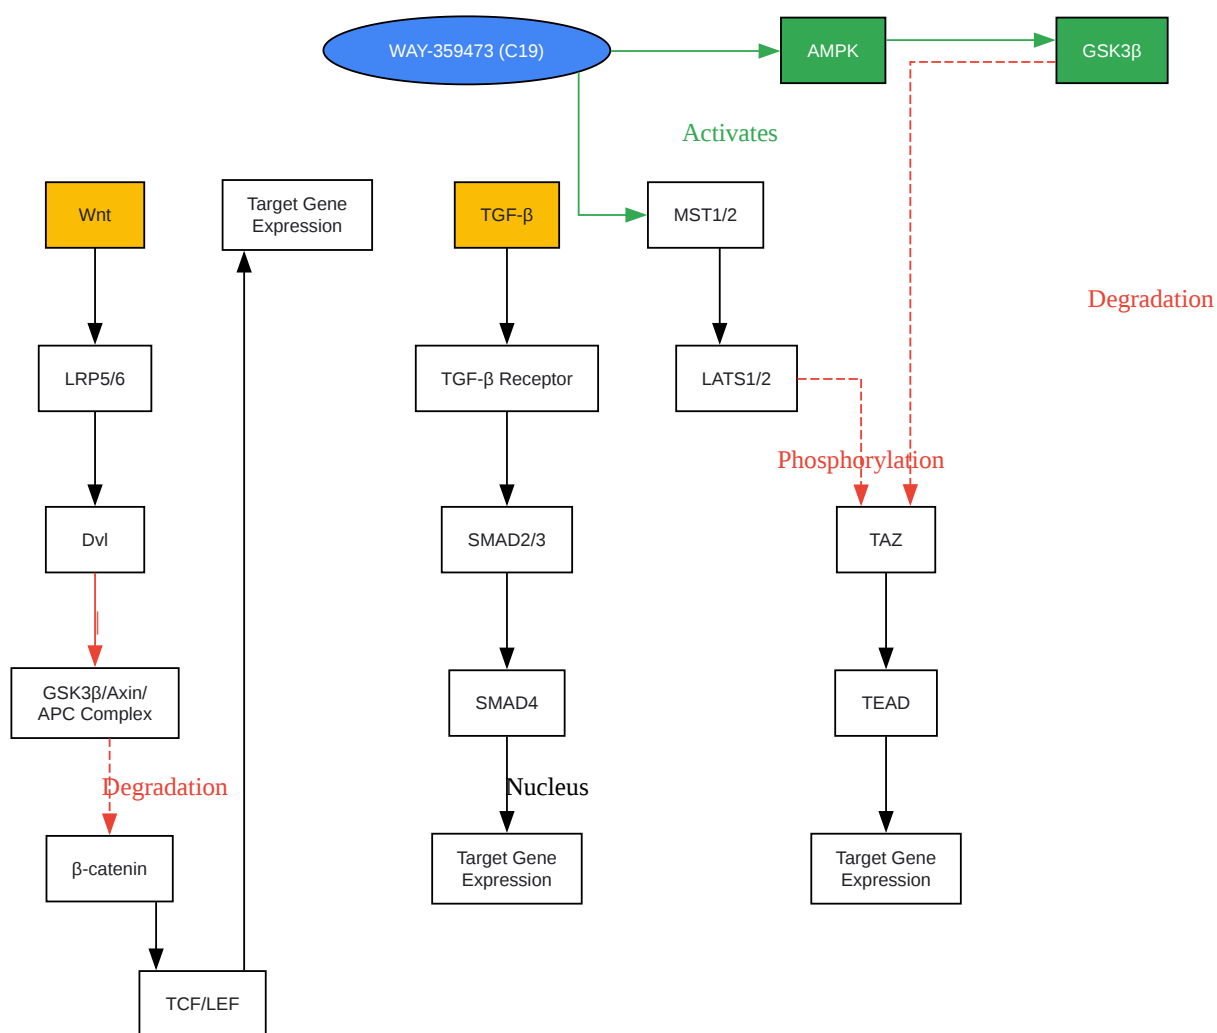 WAY-359473 (C19)
AMPK
GSK3β
Activates
Wnt
Target Gene
Expression
TGF-β
MST1/2
Degradation
LRP5/6
TGF-β Receptor
LATS1/2
Phosphorylation
Dvl
SMAD2/3
TAZ
|
GSK3β/Axin/
APC Complex
SMAD4
TEAD
Degradation
Nucleus
β-catenin
Target Gene
Expression
Target Gene
Expression
TCF/LEF